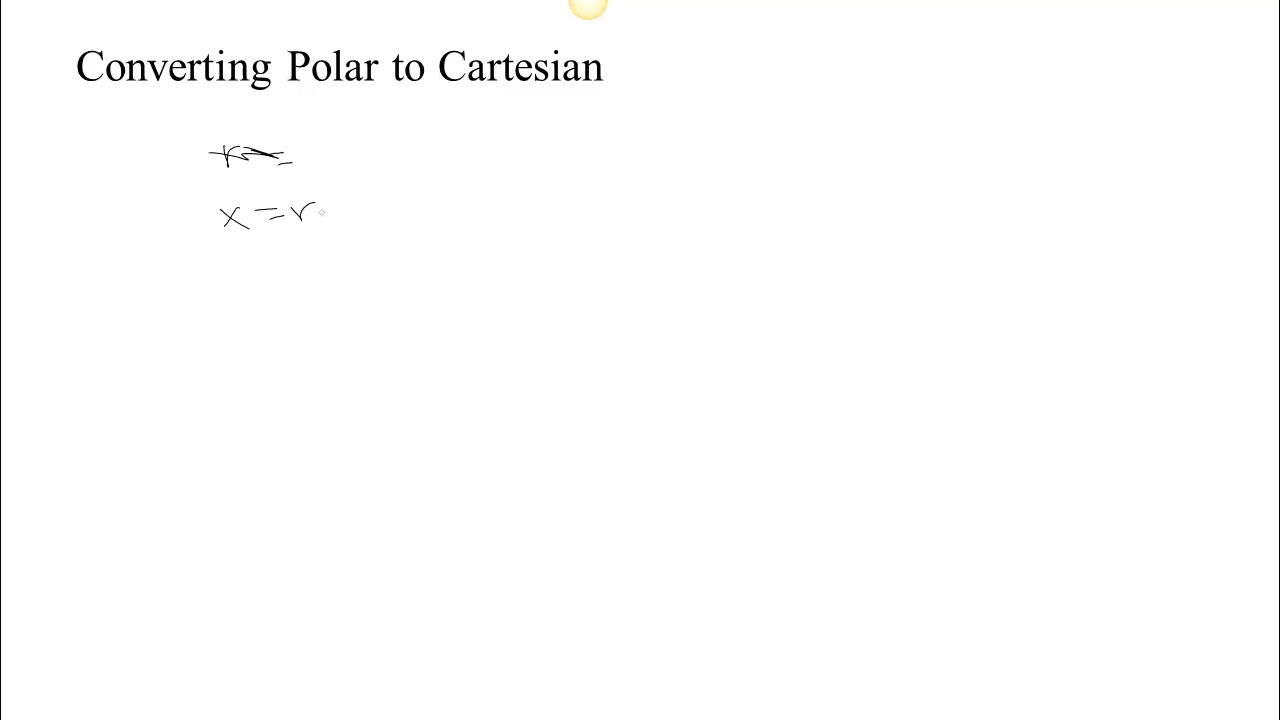 Converting Polar to Cartesian
x = r